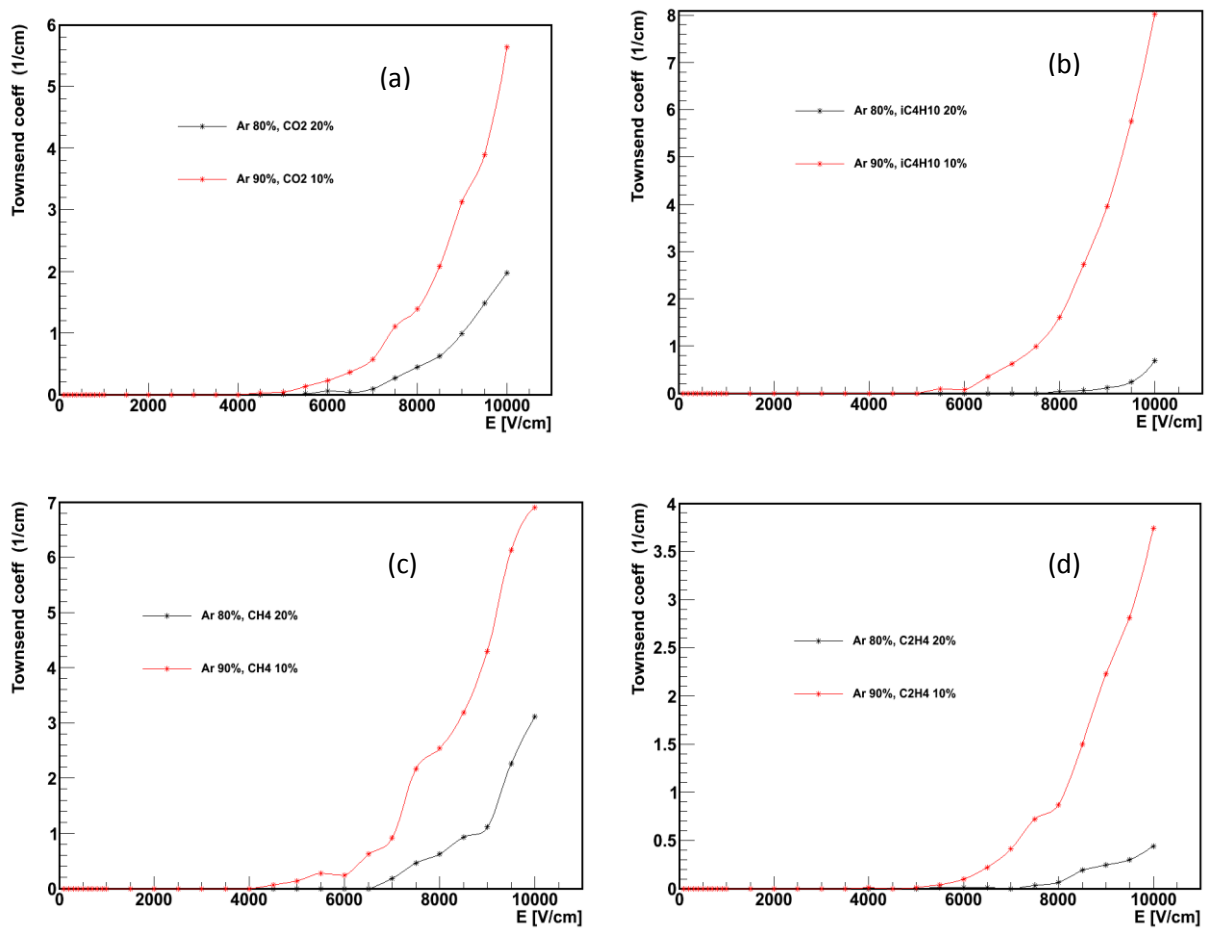 Townsend coeff (1/cm)
6
5
4
3
2
1
0
(a)
Ar 80%, CO2 20%
Ar 90%, CO2 10%
0 2000 4000 6000 8000 10000
E [V/cm]
Townsend coeff (1/cm)
8
7
6
5
4
3
2
1
0
(b)
Ar 80%, iC4H10 20%
Ar 90%, iC4H10 10%
0 2000 4000 6000 8000 10000
E [V/cm]
Townsend coeff (1/cm)
7
6
5
4
3
2
1
0
(c)
Ar 80%, CH4 20%
Ar 90%, CH4 10%
0 2000 4000 6000 8000 10000
E [V/cm]
Townsend coeff (1/cm)
4
3.5
3
2.5
2
1.5
1
0.5
0
(d)
Ar 80%, C2H4 20%
Ar 90%, C2H4 10%
0 2000 4000 6000 8000 10000
E [V/cm]